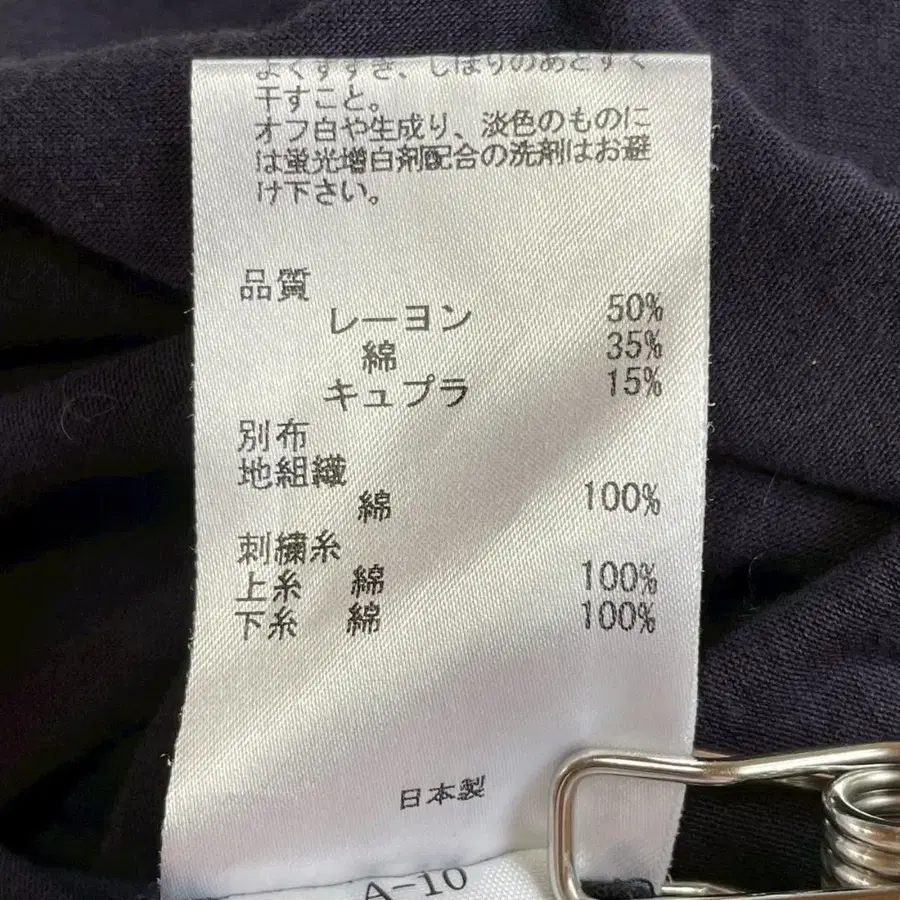 よくすすぎ、しぼりのあとすぐ
干すこと。
オフ白や生成り、淡色のものに
は蛍光増白剤配合の洗剤はお避
け下さい。
品質
レーヨン 50%
綿 35%
キュプラ 15%
別布
地組織
綿 100%
刺繍糸
上糸 綿 100%
下糸 綿 100%
日本製
A-10